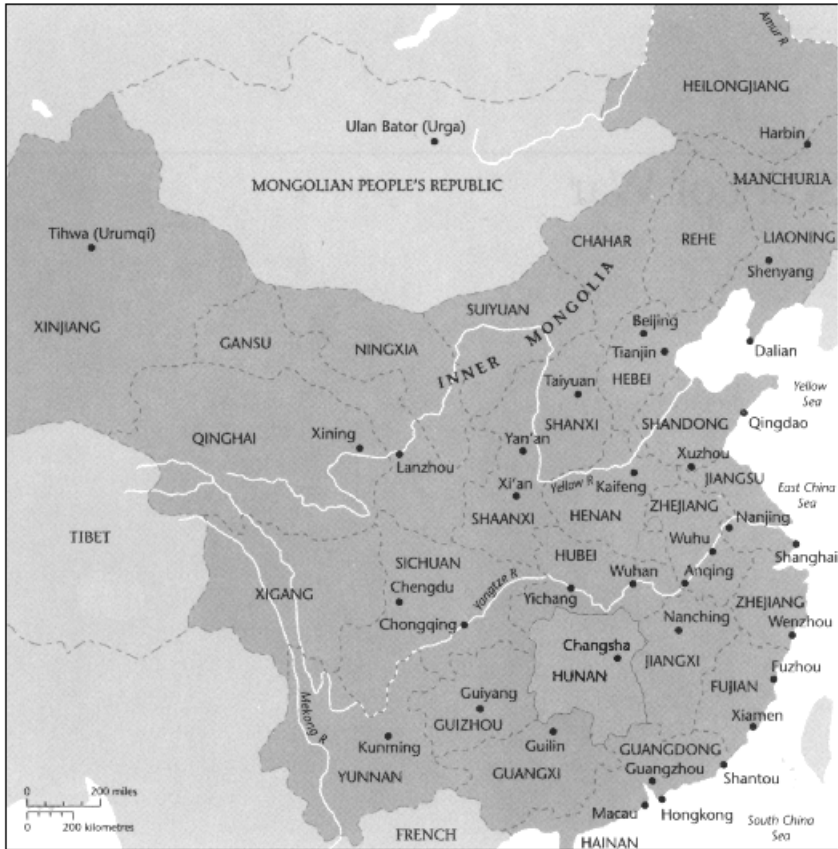 Amur R
HEILONGJIANG
Ulan Bator (Urga)
Harbin
MONGOLIAN PEOPLE'S REPUBLIC
MANCHURIA
Tihwa (Urumqi)
CHAHAR
REHE
LIAONING
Shenyang
XINJIANG
SUIYUAN
GANSU
NINGXIA
INNER MONGOLIA
Beijing
Tianjin
Dalian
HEBEI
Taiyuan
Yellow
Sea
QINGHAI
Xining
SHANXI
SHANDONG
Qingdao
Lanzhou
Yan'an
Xuzhou
JIANGSU
Xi'an
Yellow R
Kaifeng
East China
Sea
SHAANXI
HENAN
ZHEJIANG
Nanjing
TIBET
Wuhu
Shanghai
SICHUAN
HUBEI
XIGANG
Chengdu
Yangtze R
Yichang
Wuhan
Anqing
ZHEJIANG
Chongqing
Nanching
Wenzhou
Changsha
HUNAN
JIANGXI
Fuzhou
Mekong R
Guiyang
FUJIAN
GUIZHOU
Xiamen
Kunming
Guilin
GUANGDONG
YUNNAN
GUANGXI
Guangzhou
Shantou
0 200 miles
0 200 kilometres
Macau
Hongkong
FRENCH
HAINAN
South China
Sea